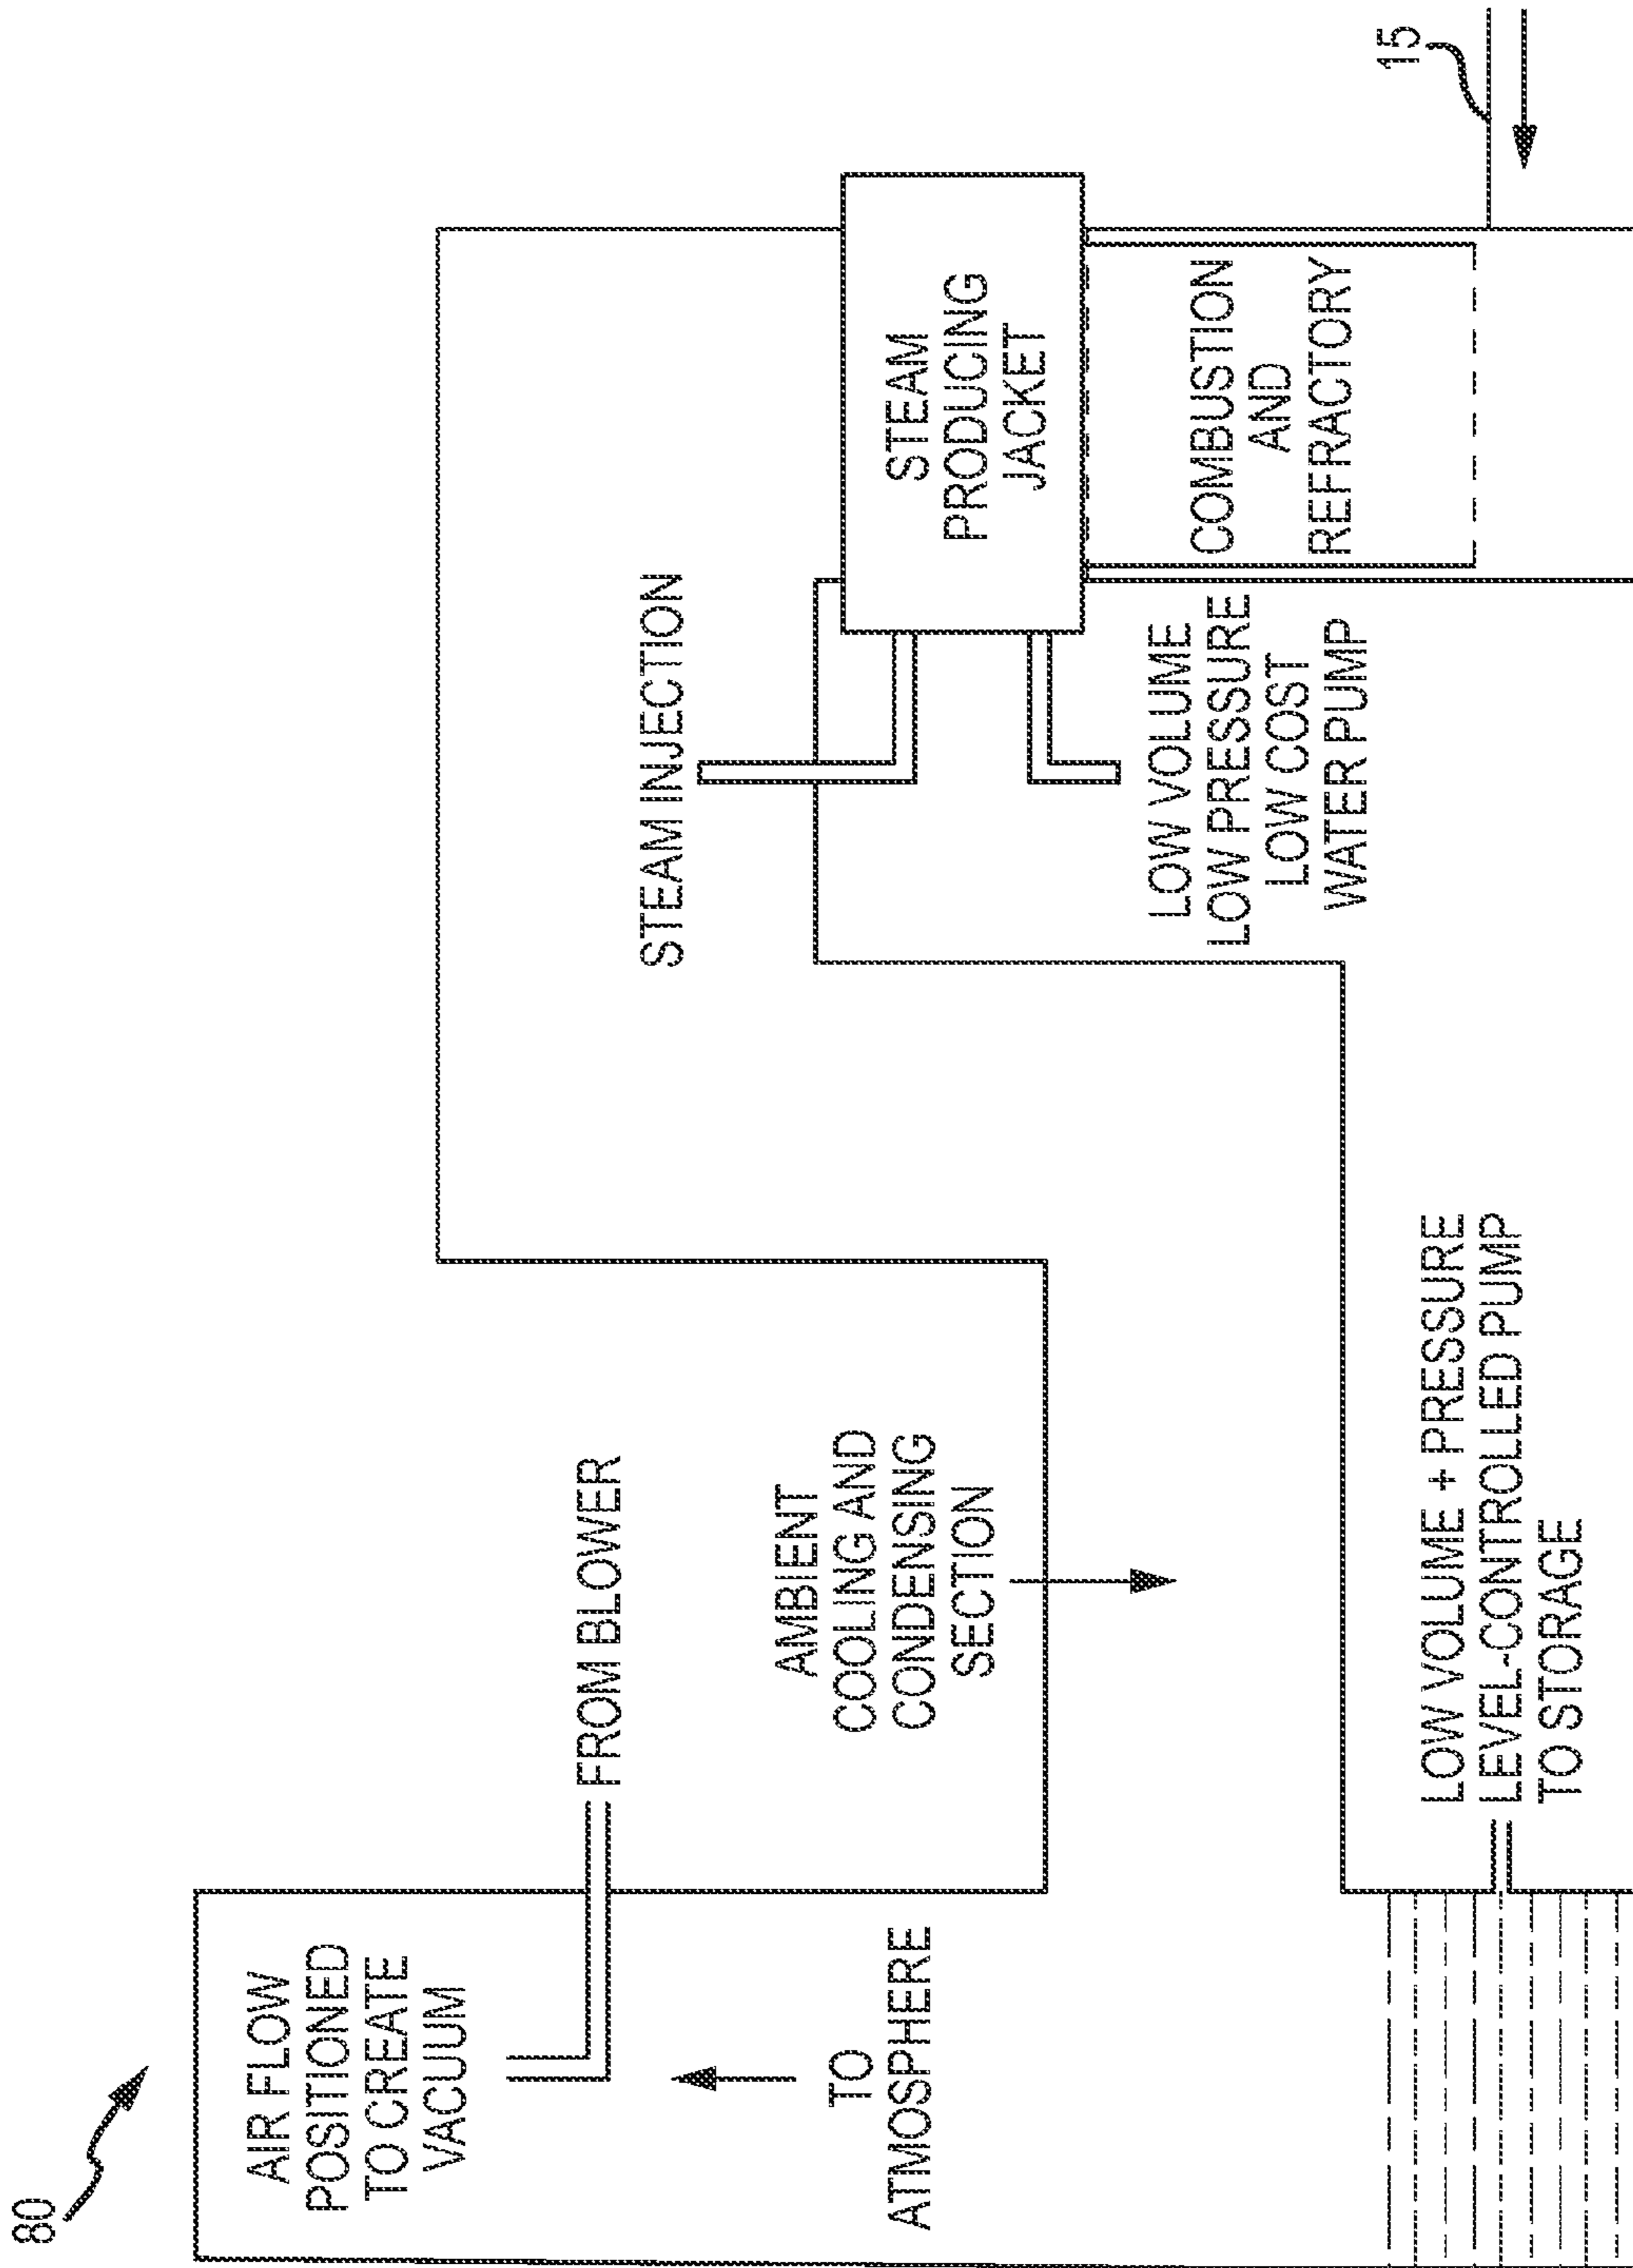 80
AIR FLOW
POSITIONED
TO CREATE
VACUUM
FROM BLOWER
TO
ATMOSPHERE
AMBIENT
COOLING AND
CONDENSING
SECTION
LOW VOLUME + PRESSURE
LEVEL-CONTROLLED PUMP
TO STORAGE
STEAM INJECTION
STEAM
PRODUCING
JACKET
LOW VOLUME
LOW PRESSURE
LOW COST
WATER PUMP
COMBUSTION
AND
REFRACTORY
15